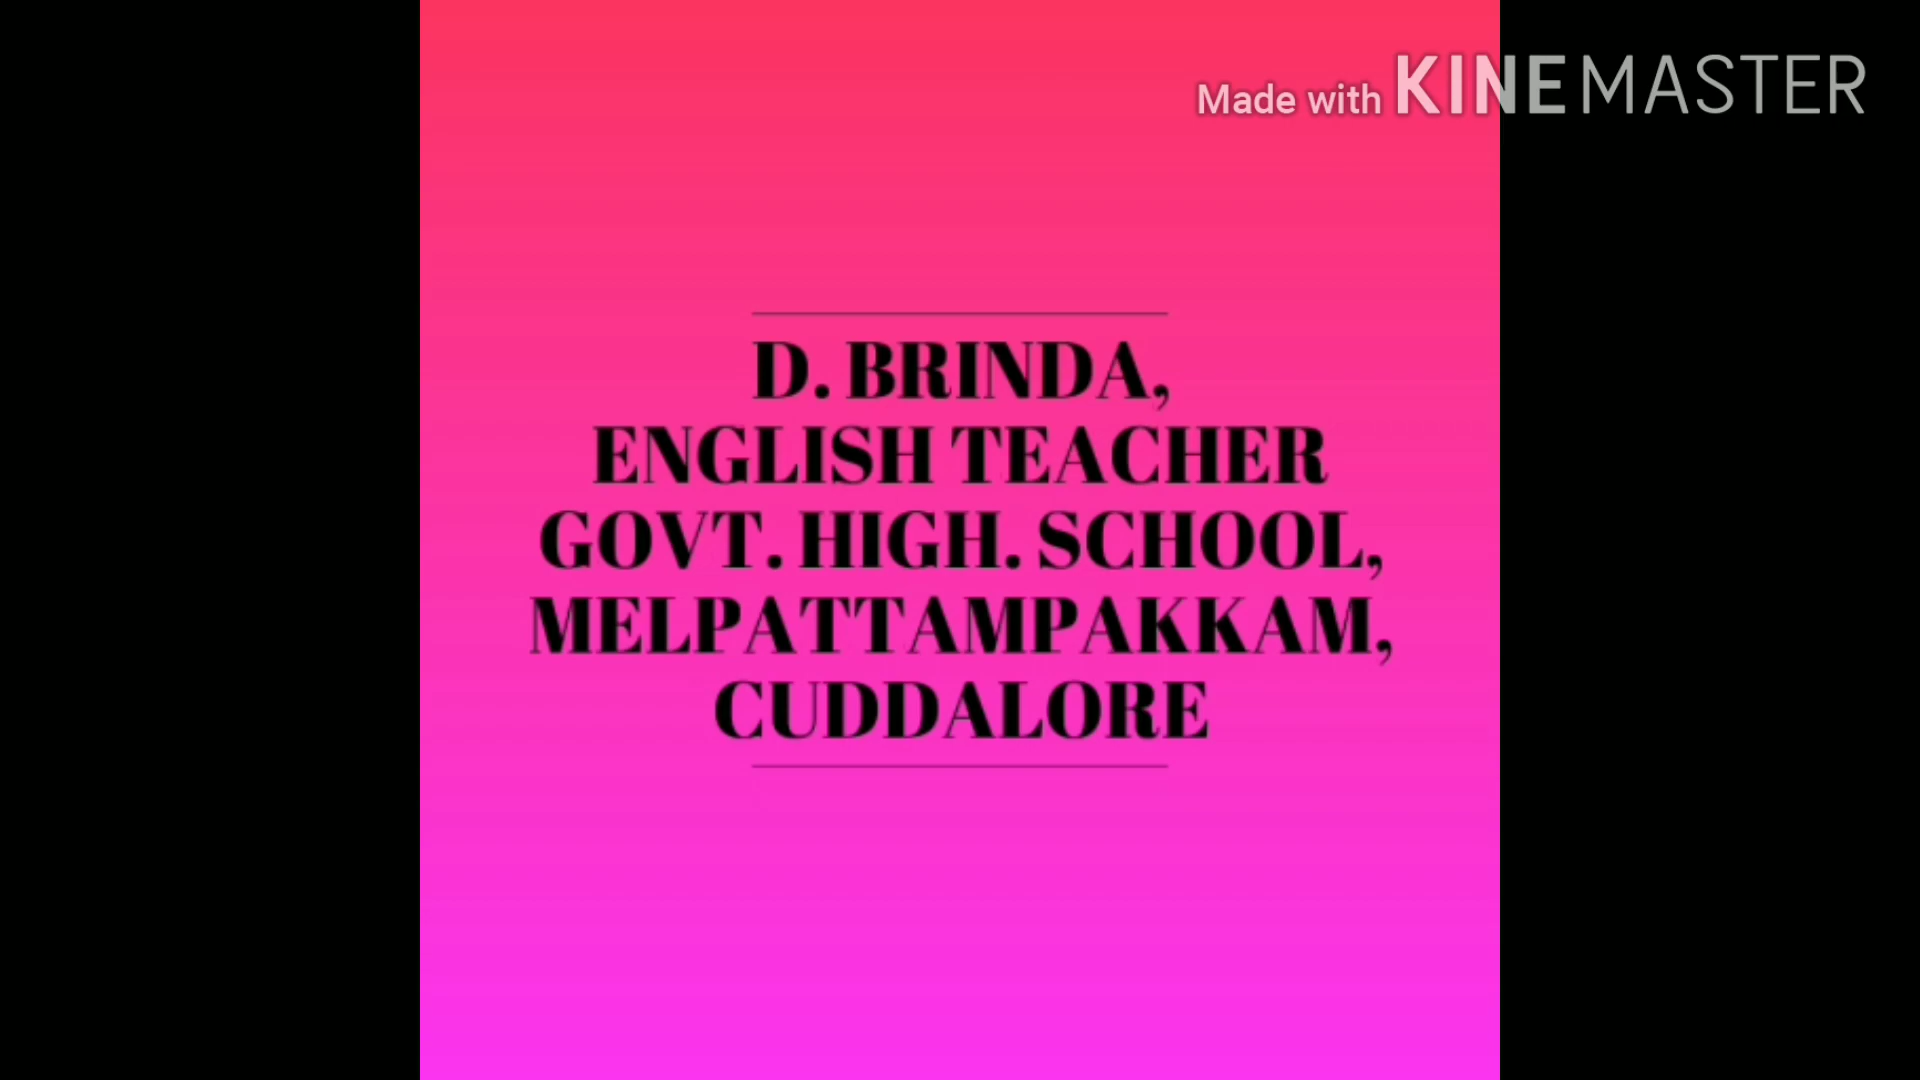 Made with KINEMASTER
D. BRINDA,
ENGLISH TEACHER
GOVT. HIGH. SCHOOL,
MELPATTAMPAKKAM,
CUDDALORE